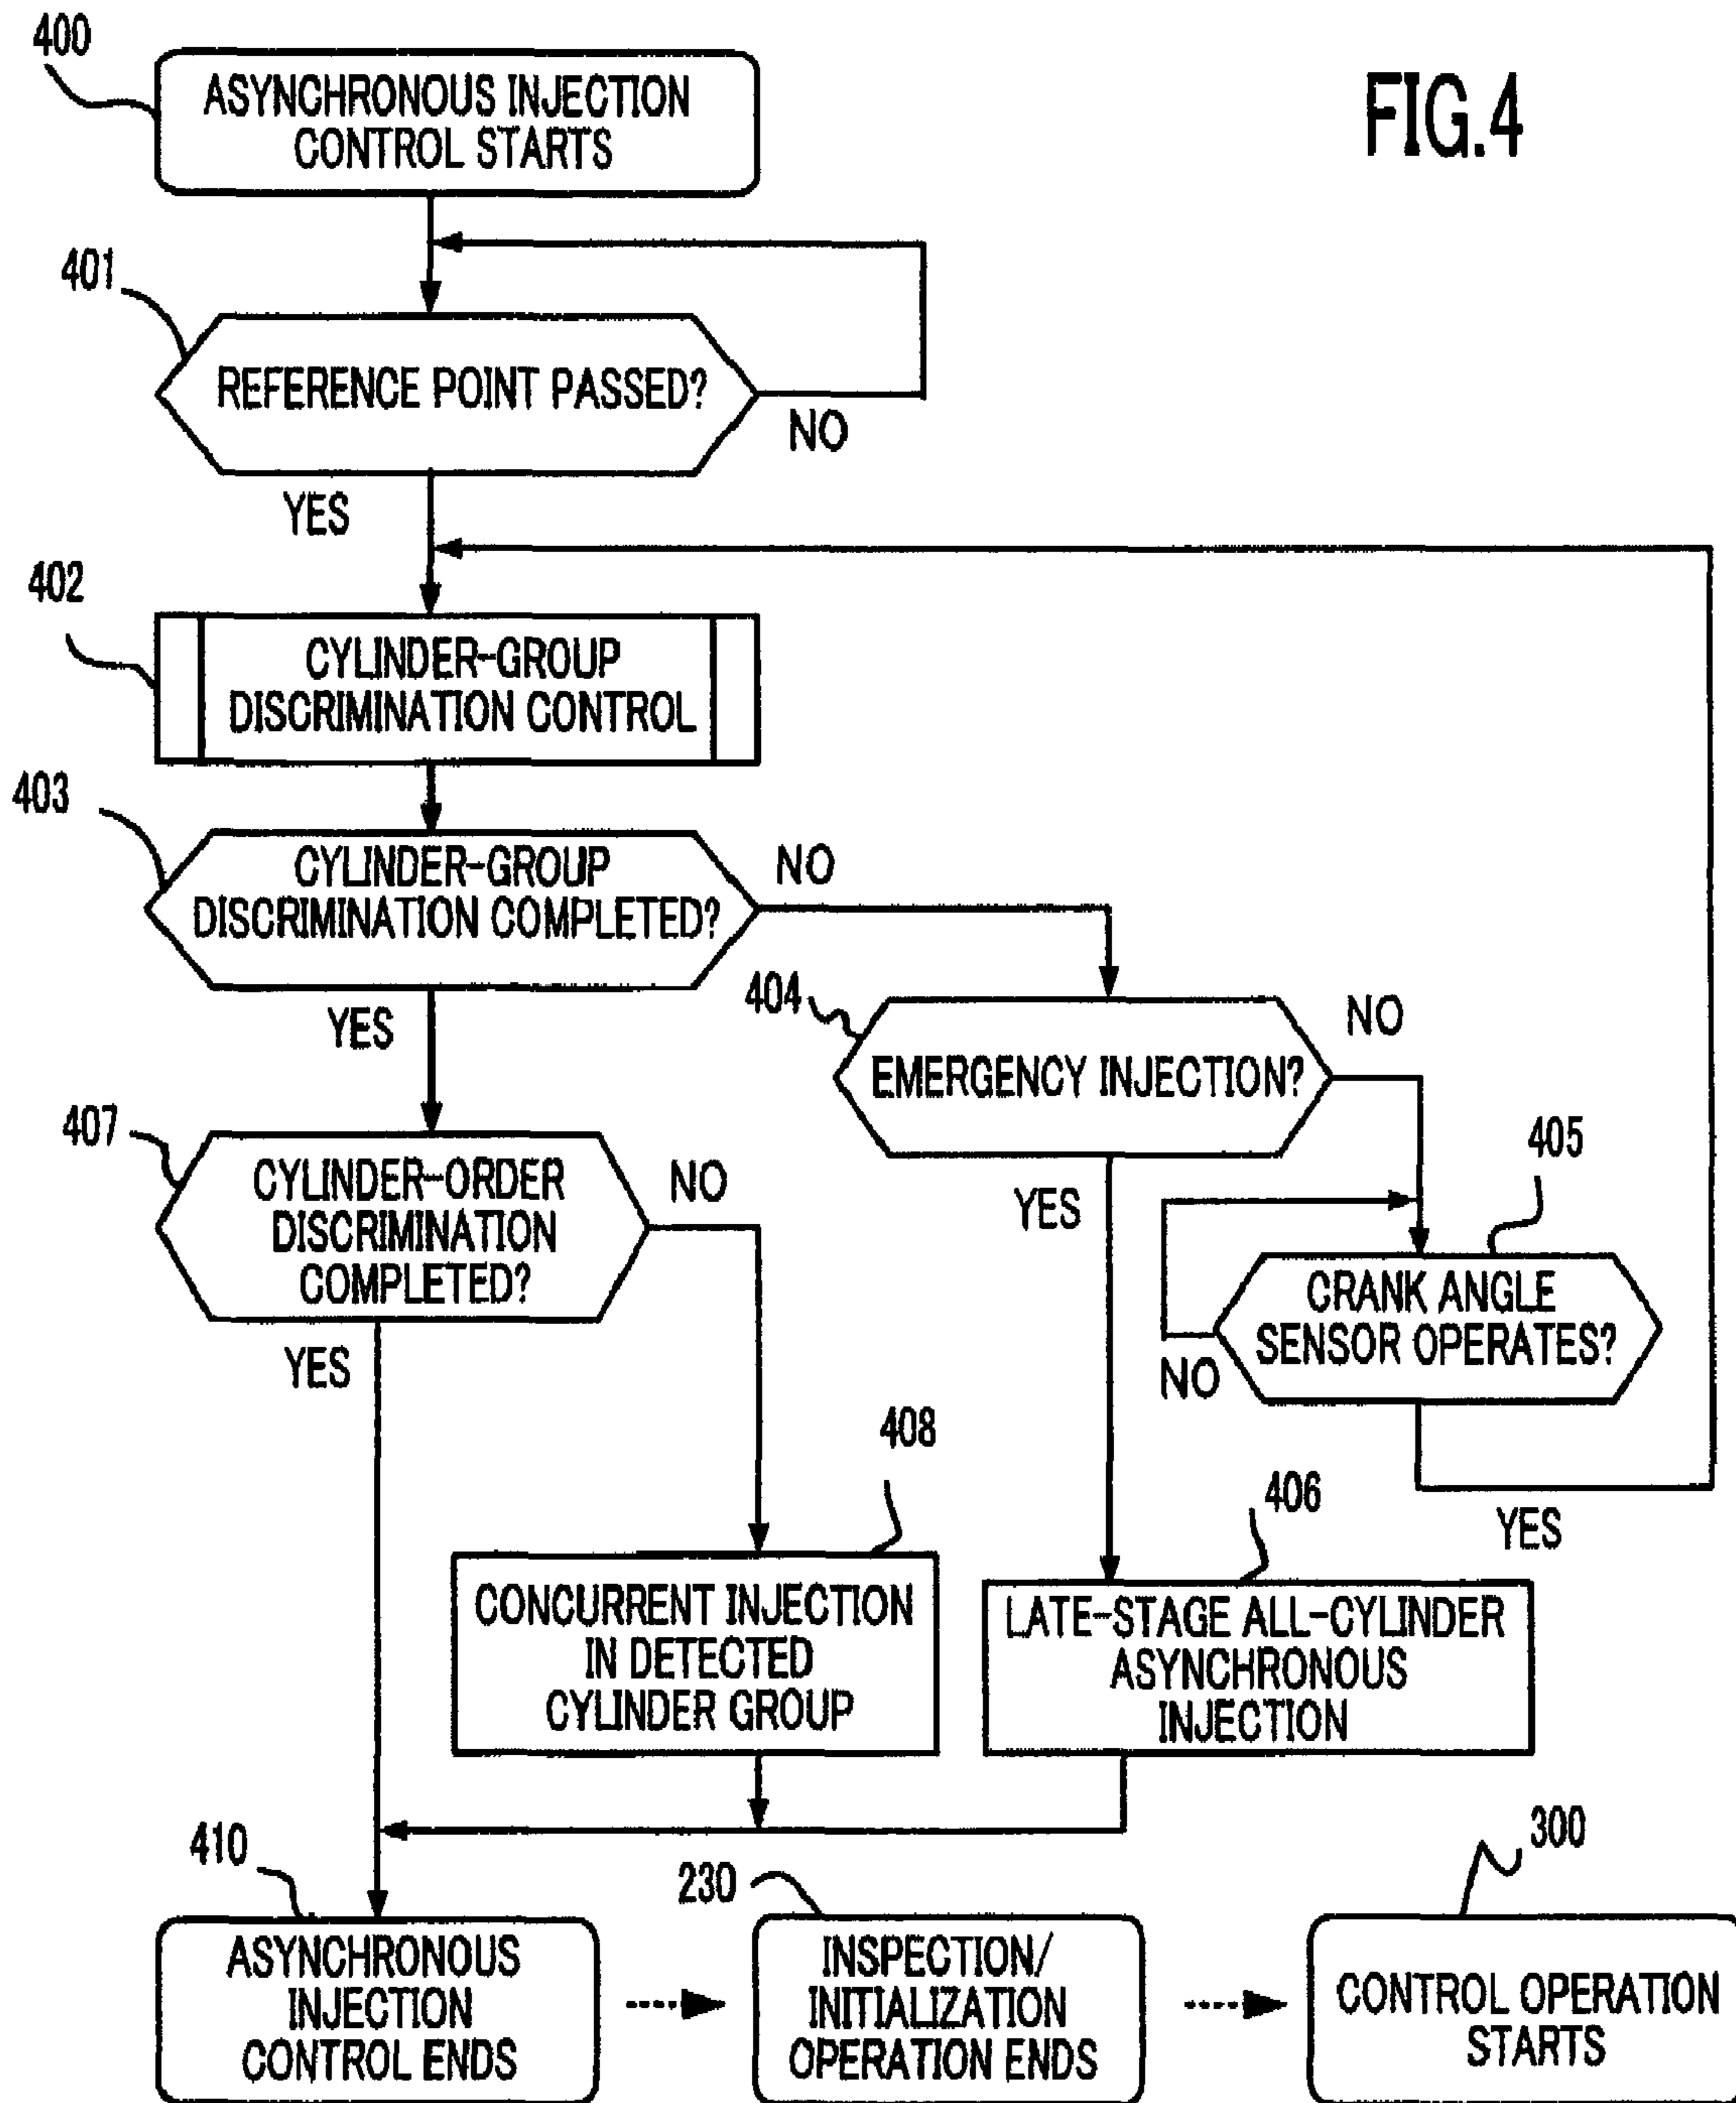 FIG.4
400
ASYNCHRONOUS INJECTION
CONTROL STARTS
401
REFERENCE POINT PASSED?
NO
YES
402
CYLINDER-GROUP
DISCRIMINATION CONTROL
403
CYLINDER-GROUP
DISCRIMINATION COMPLETED?
NO
YES
404
EMERGENCY INJECTION?
NO
YES
405
CRANK ANGLE
SENSOR OPERATES?
NO
YES
407
CYLINDER-ORDER
DISCRIMINATION
COMPLETED?
NO
YES
408
CONCURRENT INJECTION
IN DETECTED
CYLINDER GROUP
406
LATE-STAGE ALL-CYLINDER
ASYNCHRONOUS
INJECTION
410
ASYNCHRONOUS
INJECTION
CONTROL ENDS
230
INSPECTION/
INITIALIZATION
OPERATION ENDS
300
CONTROL OPERATION
STARTS